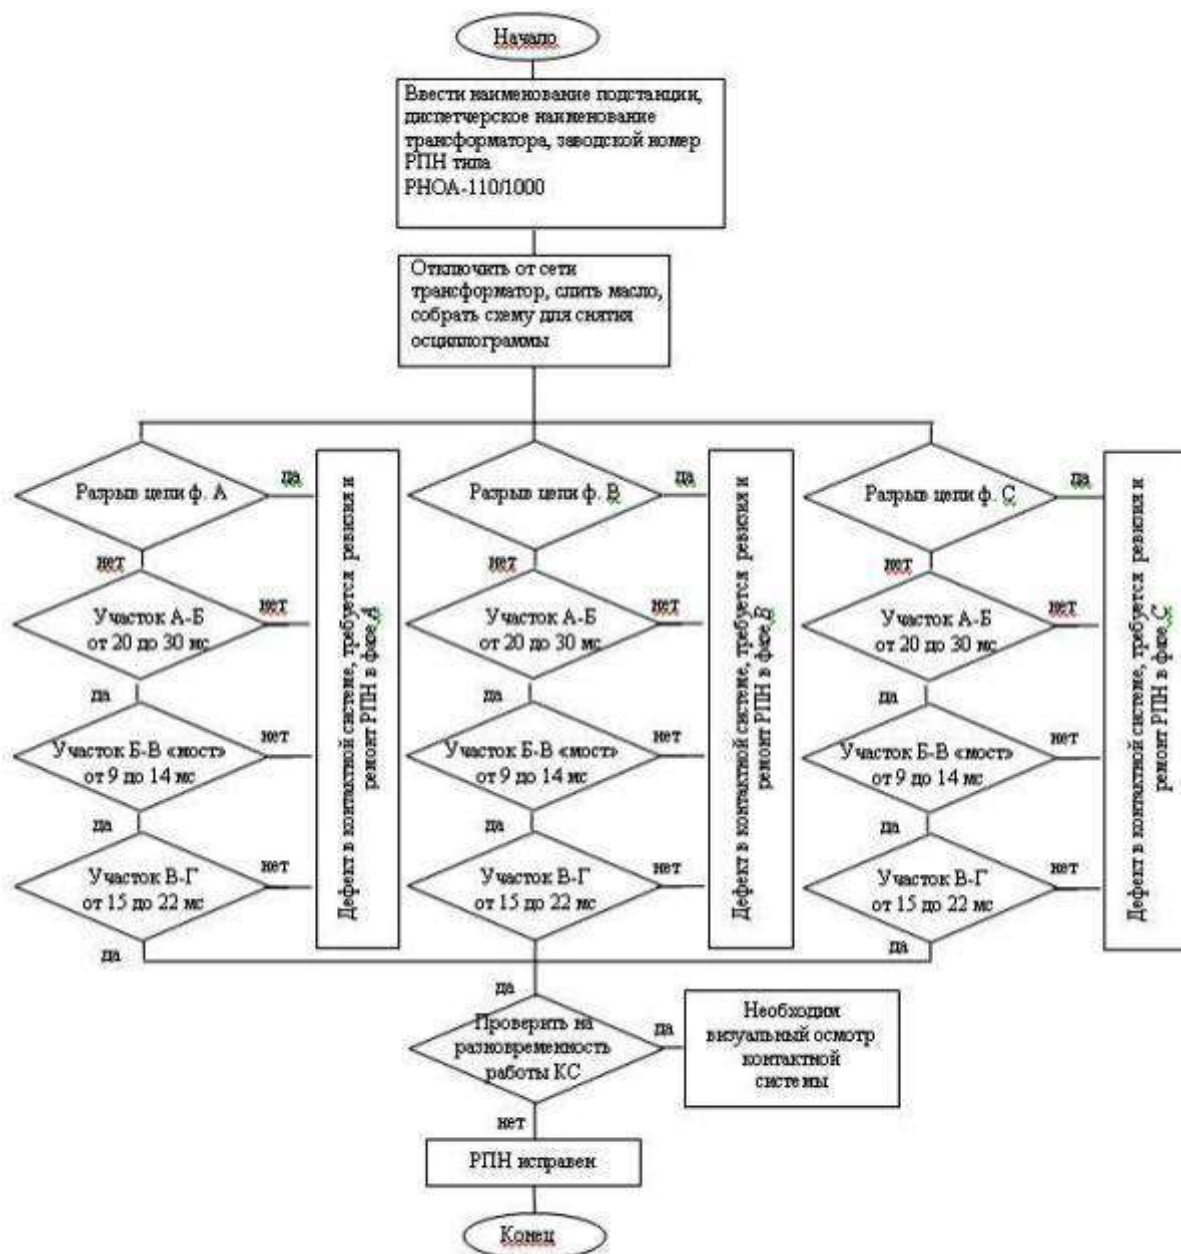 Начало
Ввести наименование подстанции,
диспетчерское наименование
трансформатора, заводской номер
РПН типа
РНОА-110/1000
Отключить от сети
трансформатор, слить масло,
собрать схему для снятия
осциллограммы
Разрыв цепи ф. А
да
нет
Участок А-Б
от 20 до 30 мс
нет
да
Участок Б-В «мост»
от 9 до 14 мс
нет
да
Участок В-Г
от 15 до 22 мс
нет
да
Дефект в контактной системе, требуется ревизия и
ремонт РПН в фазе А
Разрыв цепи ф. В
да
нет
Участок А-Б
от 20 до 30 мс
нет
да
Участок Б-В «мост»
от 9 до 14 мс
нет
да
Участок В-Г
от 15 до 22 мс
нет
да
Дефект в контактной системе, требуется ревизия и
ремонт РПН в фазе В
Разрыв цепи ф. С
да
нет
Участок А-Б
от 20 до 30 мс
нет
да
Участок Б-В «мост»
от 9 до 14 мс
нет
да
Участок В-Г
от 15 до 22 мс
нет
да
Дефект в контактной системе, требуется ревизия и
ремонт РПН в фазе С
Проверить на
разновременность
работы КС
да
Необходим
визуальный осмотр
контактной
системы
нет
РПН исправен
Конец